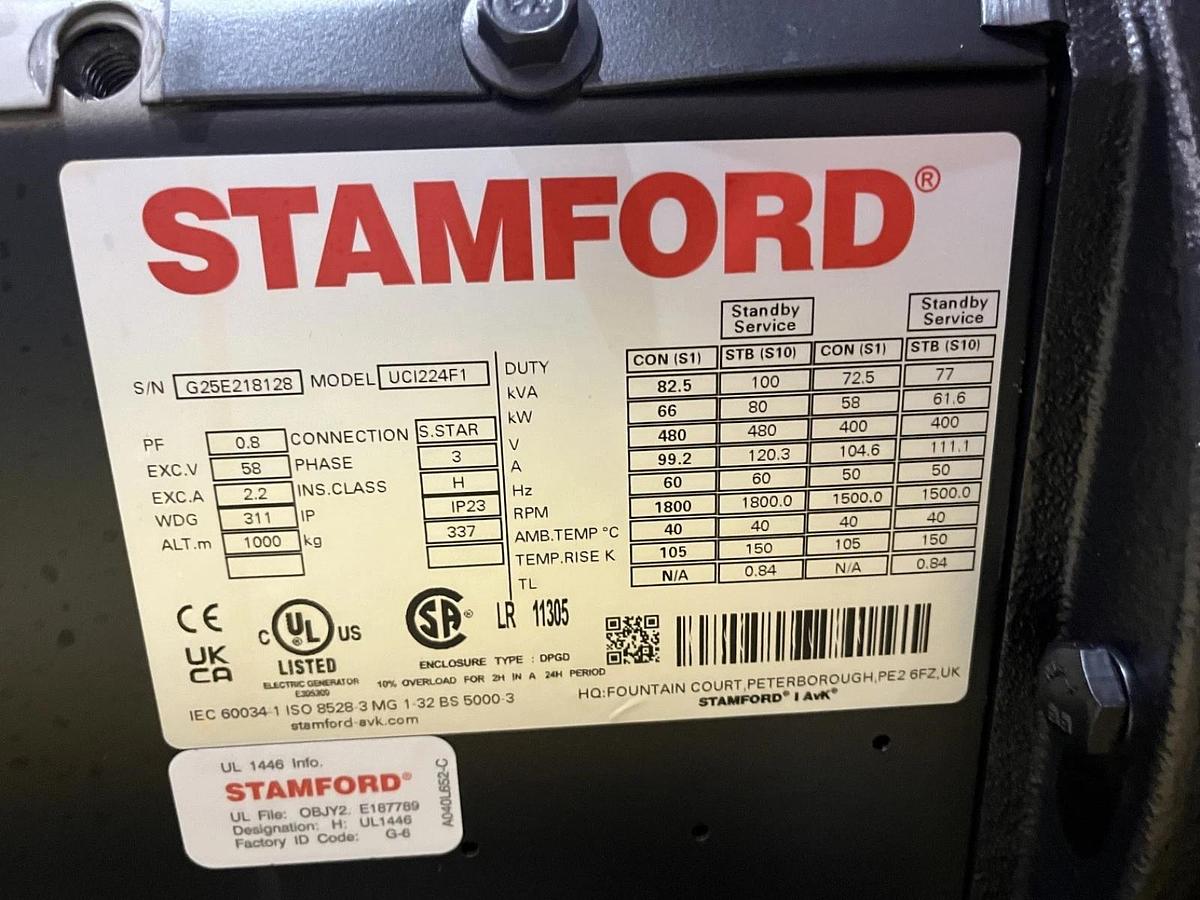 STAMFORD®
Standby Service Standby Service
S/N G25E218128 MODEL UCI224F1
DUTY CON (S1) STB (S10) CON (S1) STB (S10)
kVA 82.5 100 72.5 77
kW 66 80 58 61.6
V 480 480 400 400
A 99.2 120.3 104.6 111.1
Hz 60 60 50 50
RPM 1800 1800.0 1500.0 1500.0
AMB.TEMP °C 40 40 40 40
TEMP.RISE K 105 150 105 150
TL N/A 0.84 N/A 0.84
PF 0.8 CONNECTION S.STAR
EXC.V 58 PHASE 3
EXC.A 2.2 INS.CLASS H
WDG 311 IP IP23
ALT.m 1000 kg 337
CE
UK CA
C UL® US
LISTED
ELECTRIC GENERATOR
E305300
SA® LR 11305
ENCLOSURE TYPE : DPGD
10% OVERLOAD FOR 2H IN A 24H PERIOD
IEC 60034-1 ISO 8528-3 MG 1-32 BS 5000-3
stamford-avk.com
HQ:FOUNTAIN COURT,PETERBOROUGH,PE2 6FZ,UK
STAMFORD® I AvK®
UL 1446 Info.
STAMFORD®
UL File: OBJY2. E187789
Designation: H: UL1446
Factory ID Code: G-6
A040L652-C